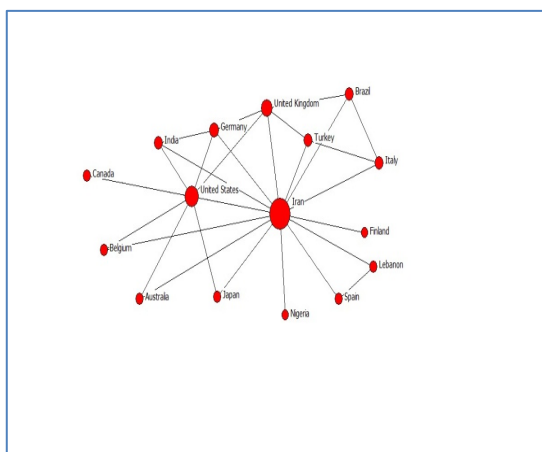 Brazil
United Kingdom
Germany
Turkey
India
Italy
Canada
United States
Iran
Finland
Belgium
Lebanon
Australia
Japan
Spain
Nigeria